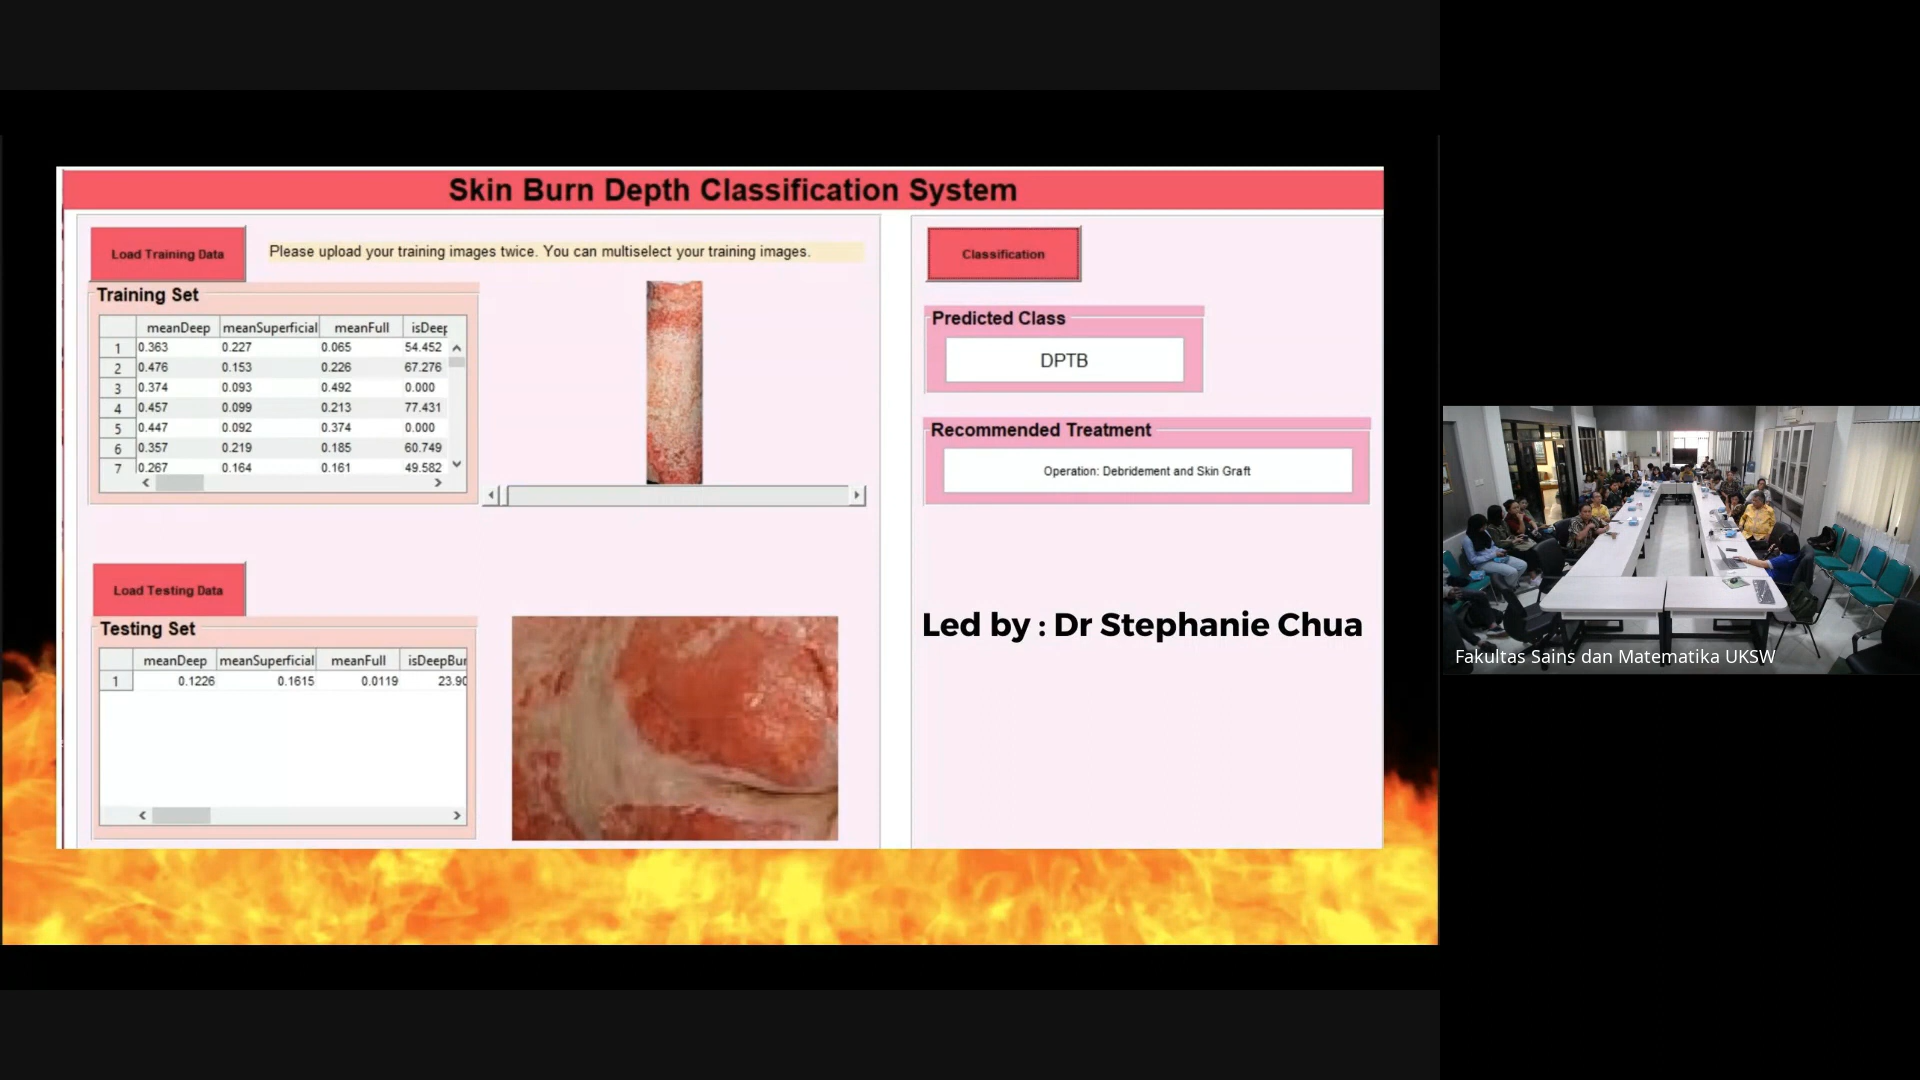 Skin Burn Depth Classification System
Load Training Data
Please upload your training images twice. You can multiselect your training images.
Training Set
meanDeep meanSuperficial meanFull isDeep
1 0.363 0.227 0.065 54.452
2 0.476 0.153 0.226 67.276
3 0.374 0.093 0.492 0.000
4 0.457 0.099 0.213 77.431
5 0.447 0.092 0.374 0.000
6 0.357 0.219 0.185 60.749
7 0.267 0.164 0.161 49.582
Load Testing Data
Testing Set
meanDeep meanSuperficial meanFull isDeepBur
1 0.1226 0.1615 0.0119 23.90
Classification
Predicted Class
DPTB
Recommended Treatment
Operation: Debridement and Skin Graft
Led by : Dr Stephanie Chua
Fakultas Sains dan Matematika UKSW